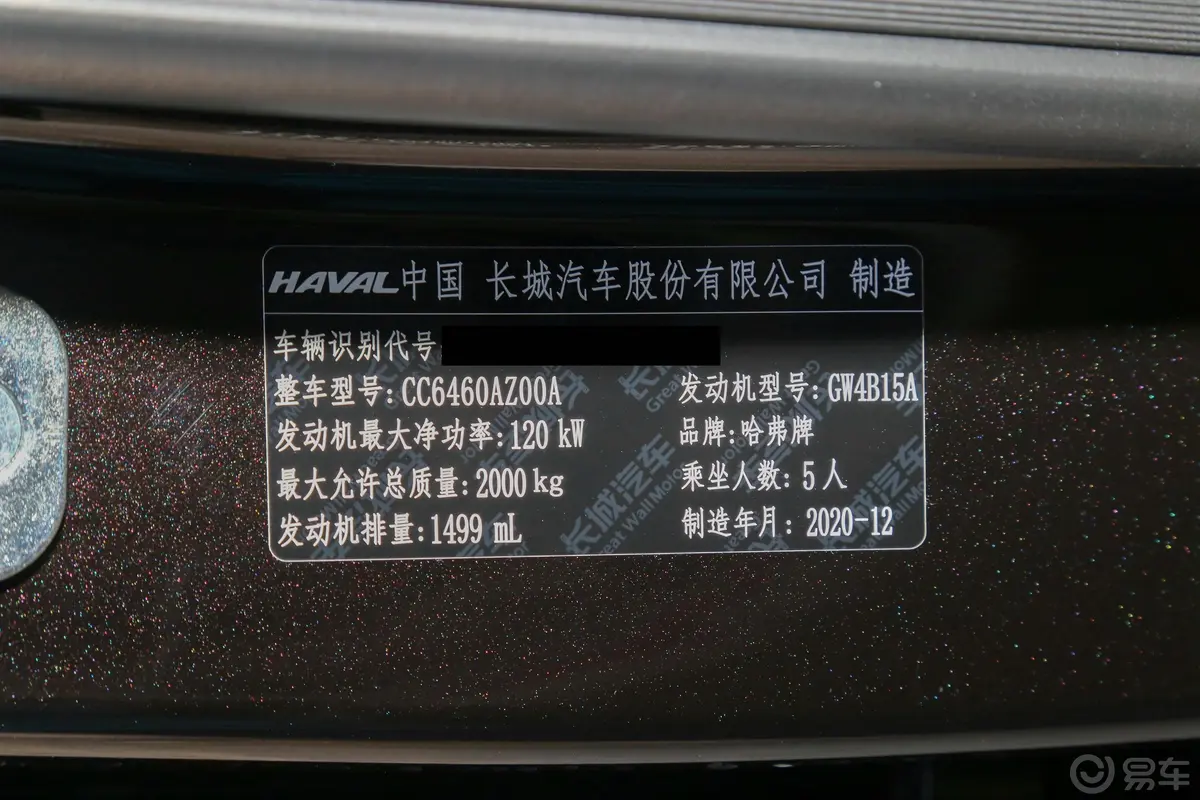 HAVAL中国 长城汽车股份有限公司 制造
车辆识别代号
整车型号:CC6460AZ00A 发动机型号:GW4B15A
发动机最大净功率:120 kW 品牌:哈弗牌
最大允许总质量:2000kg 乘坐人数:5人
发动机排量:1499 mL 制造年月:2020-12
易车